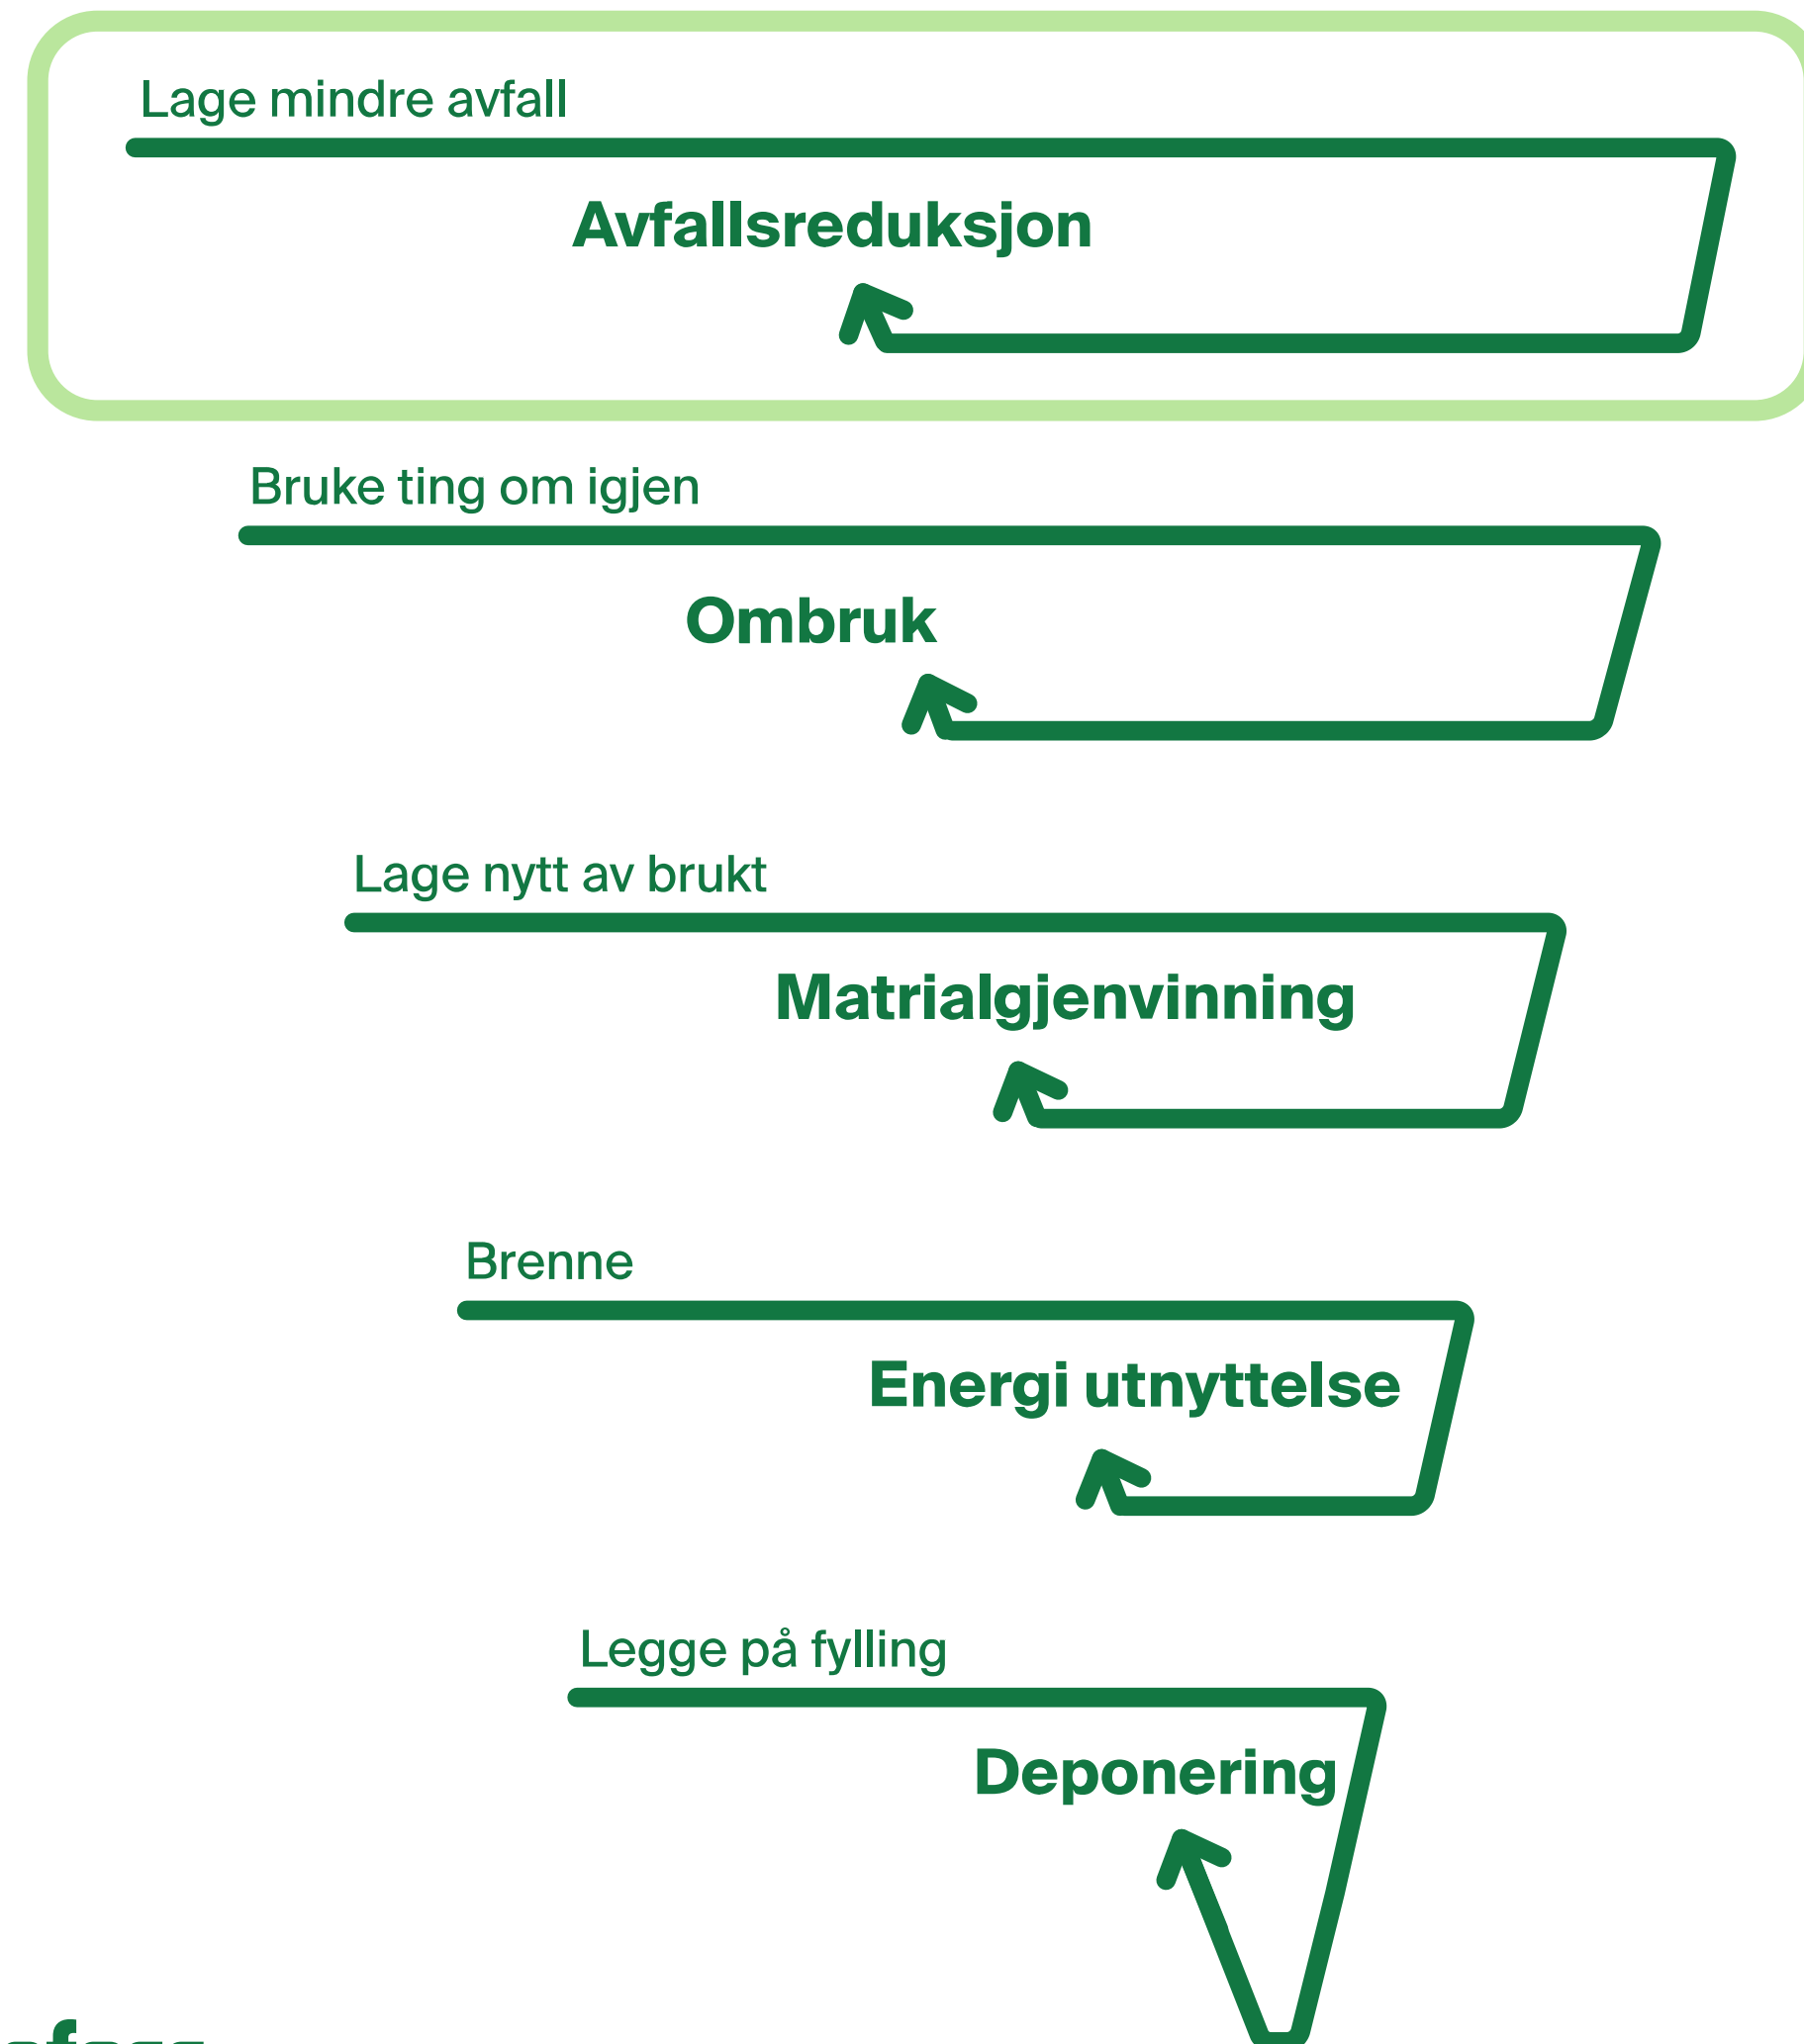 Lage mindre avfall
Avfallsreduksjon
Bruke ting om igjen
Ombruk
Lage nytt av brukt
Matrialgjenvinning
Brenne
Energi utnyttelse
Legge på fylling
Deponering